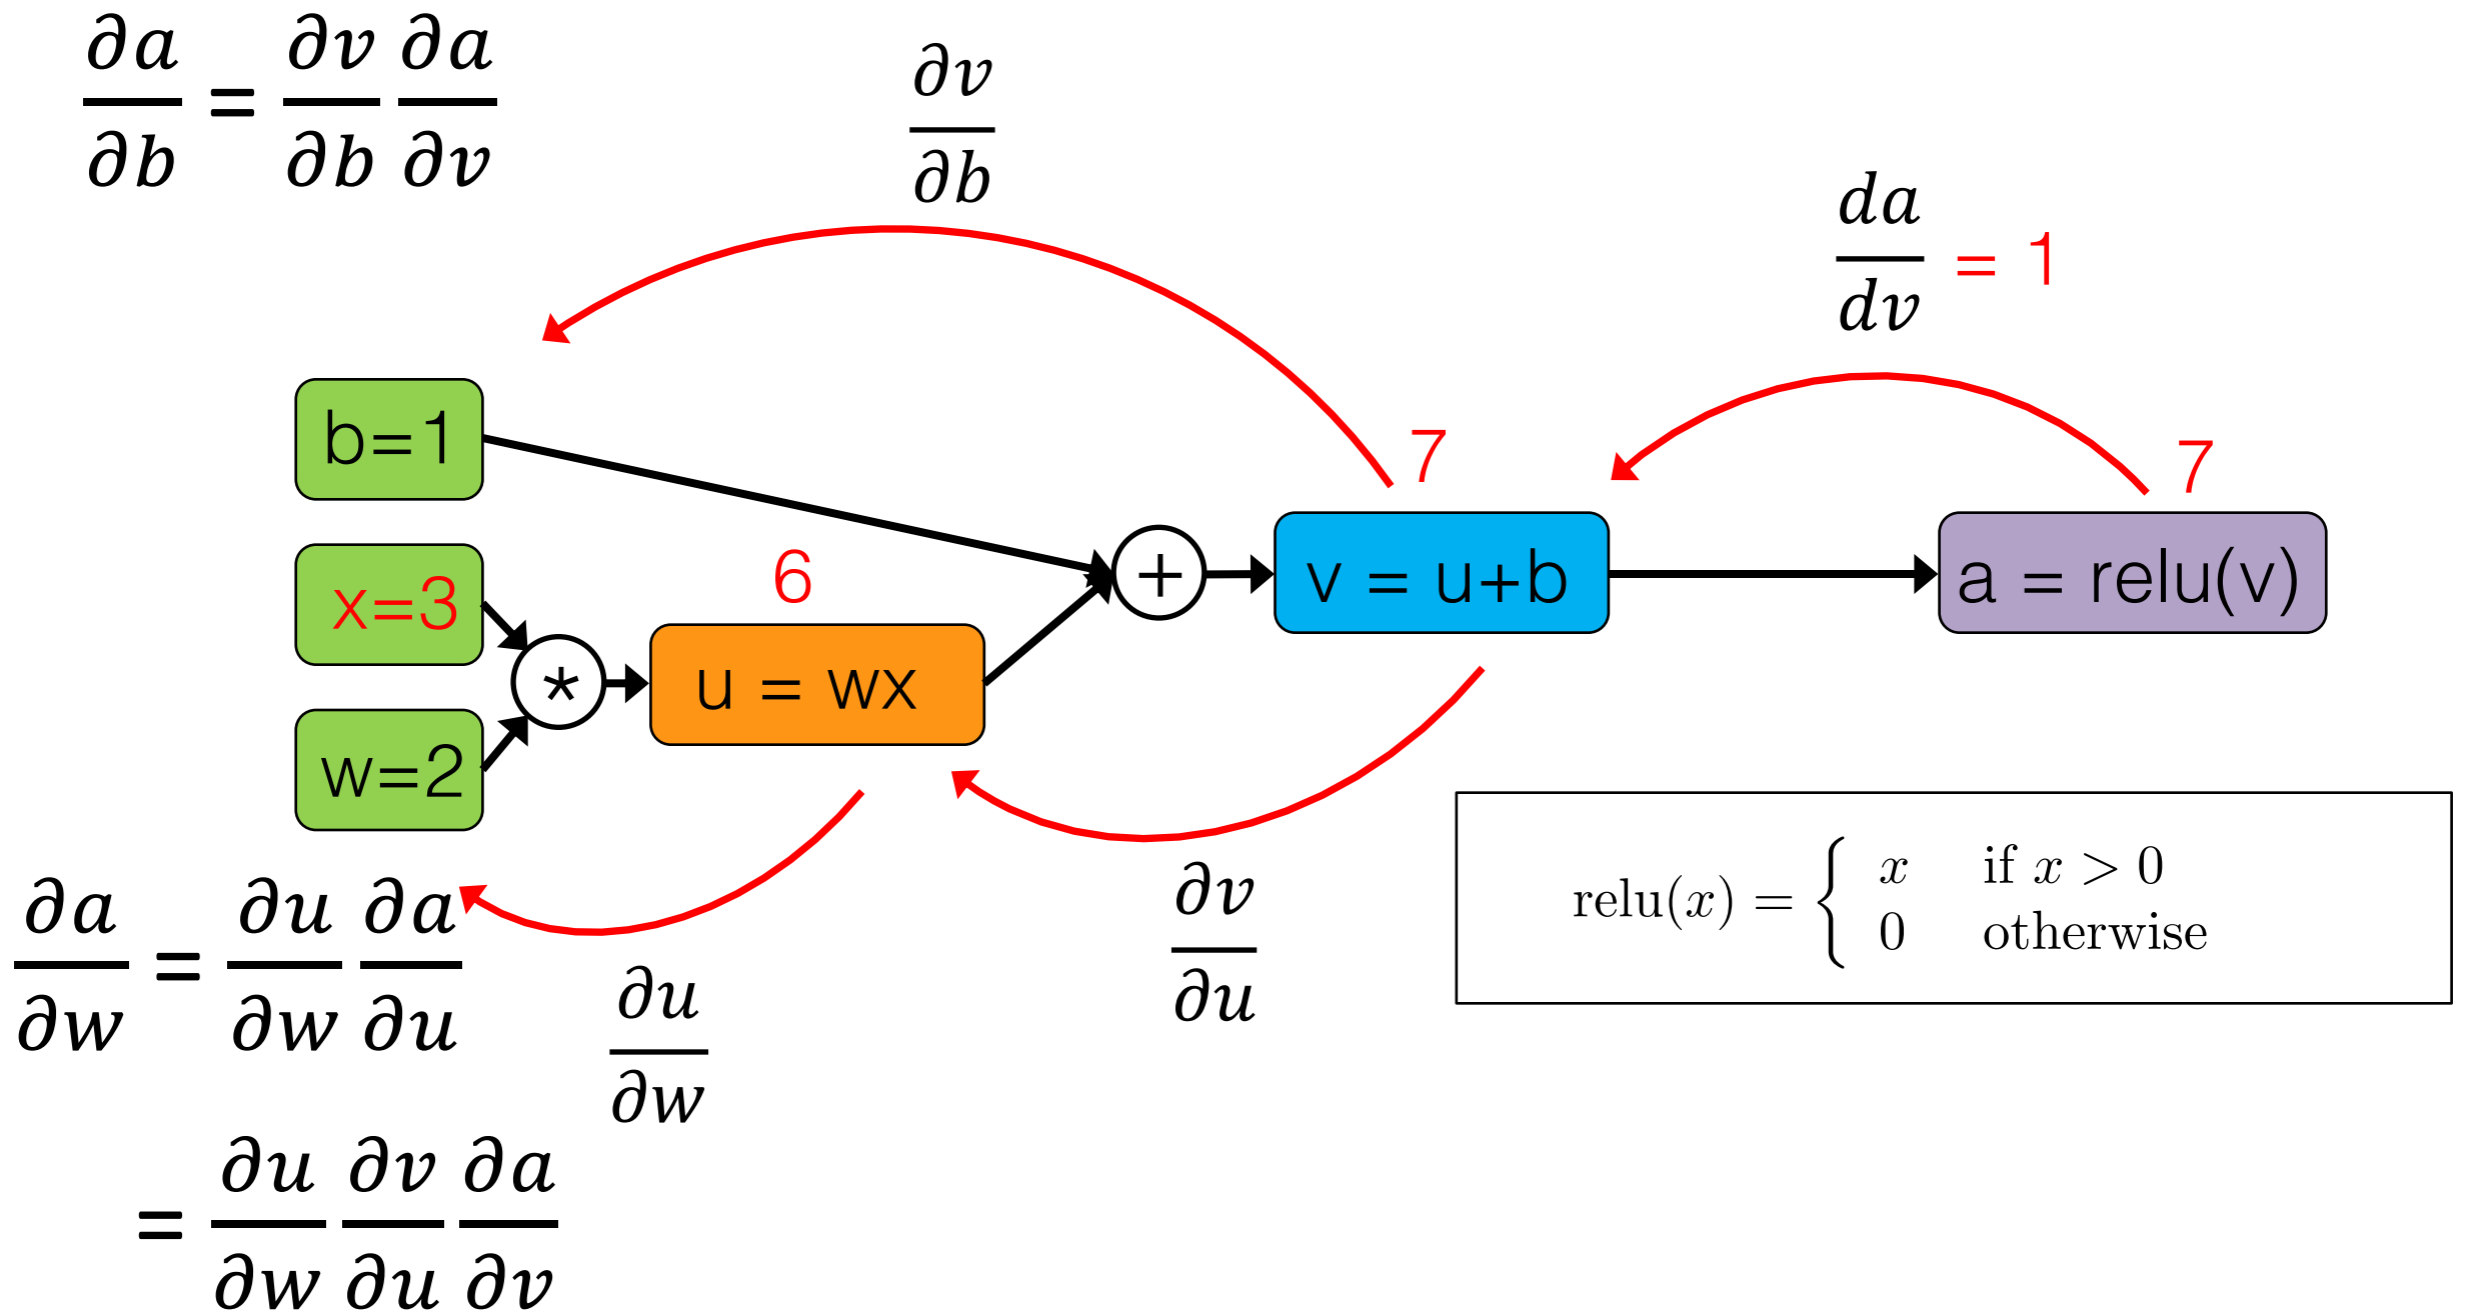 ∂a/∂b = ∂v/∂b ∂a/∂v
∂v/∂b
da/dv = 1
b=1
7
7
x=3
6
+
v = u+b
a = relu(v)
*
u = wx
w=2
∂a/∂w = ∂u/∂w ∂a/∂u
∂u/∂w
∂v/∂u
relu(x) = { x if x > 0
0 otherwise
= ∂u/∂w ∂v/∂u ∂a/∂v